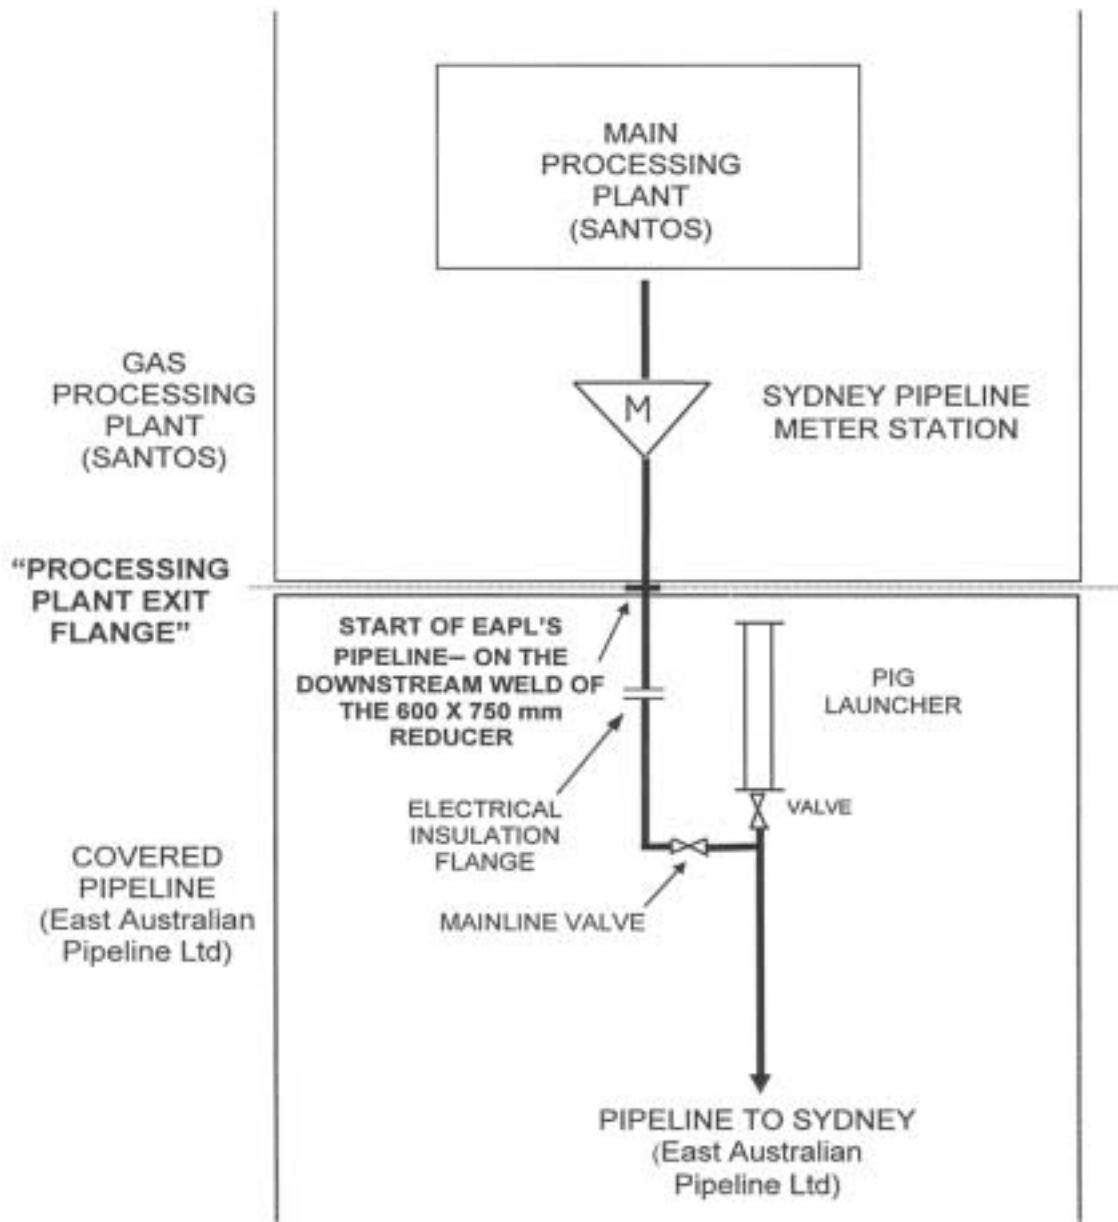 MAIN
PROCESSING
PLANT
(SANTOS)
GAS
PROCESSING
PLANT
(SANTOS)
M
SYDNEY PIPELINE
METER STATION
“PROCESSING
PLANT EXIT
FLANGE”
START OF EAPL'S
PIPELINE– ON THE
DOWNSTREAM WELD OF
THE 600 X 750 mm
REDUCER
PIG
LAUNCHER
VALVE
ELECTRICAL
INSULATION
FLANGE
MAINLINE VALVE
COVERED
PIPELINE
(East Australian
Pipeline Ltd)
PIPELINE TO SYDNEY
(East Australian
Pipeline Ltd)